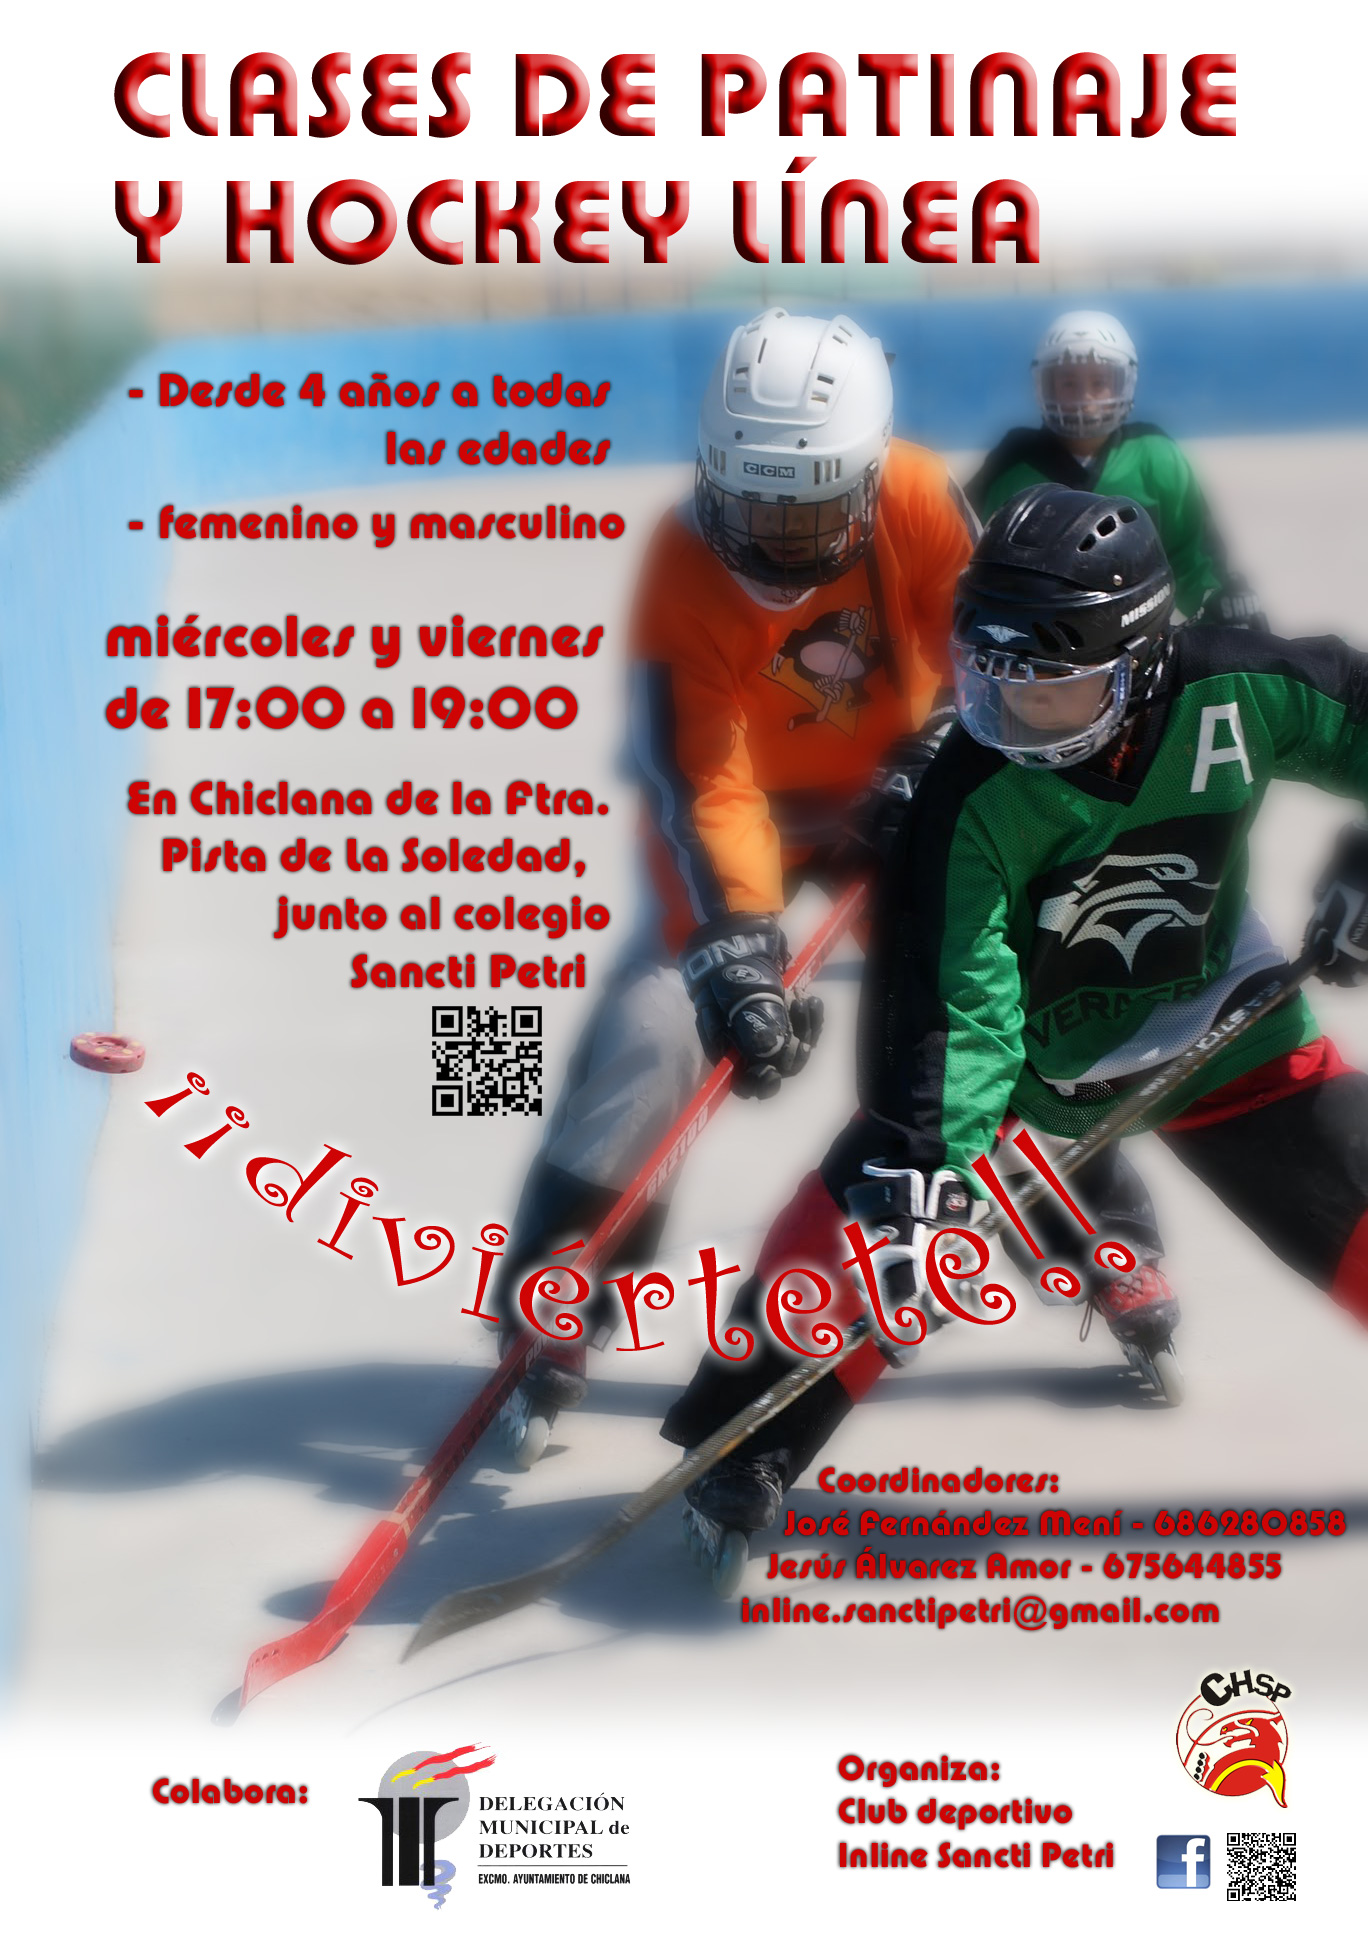 CLASES DE PATINAJE
Y HOCKEY LÍNEA
- Desde 4 años a todas
las edades
- femenino y masculino
miércoles y viernes
de 17:00 a 19:00
En Chiclana de la Ftra.
Pista de La Soledad,
junto al colegio
Sancti Petri
¡¡diviértete!!
CCM
MISSION
A
Coordinadores:
José Fernández Mení - 686280858
Jesús Álvarez Amor - 675644855
inline.sanctipetri@gmail.com
CHSP
Colabora:
DELEGACIÓN
MUNICIPAL de
DEPORTES
EXCMO. AYUNTAMIENTO DE CHICLANA
Organiza:
Club deportivo
Inline Sancti Petri
f